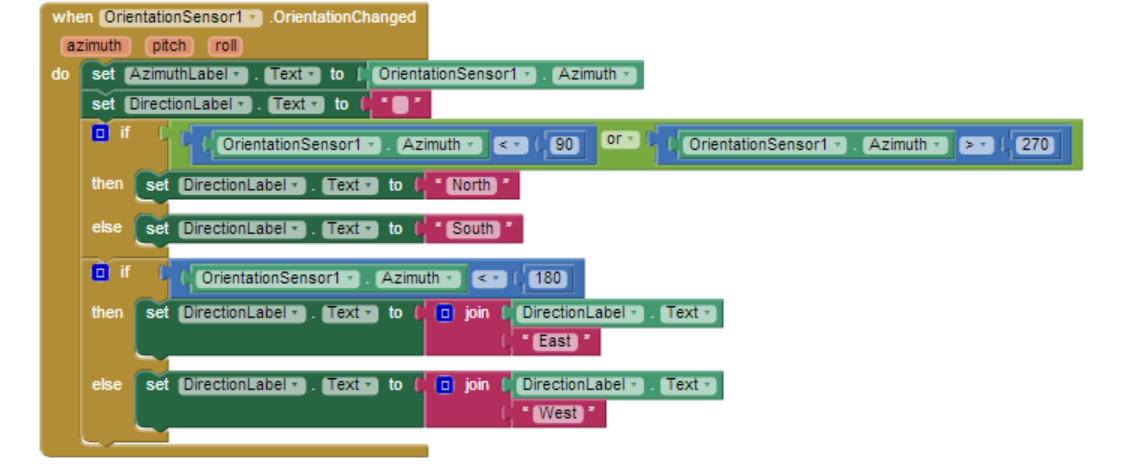 when OrientationSensor1 .OrientationChanged
azimuth pitch roll
do set AzimuthLabel . Text to OrientationSensor1 . Azimuth
set DirectionLabel . Text to “ ”
if OrientationSensor1 . Azimuth < 90 or OrientationSensor1 . Azimuth > 270
then set DirectionLabel . Text to “ North ”
else set DirectionLabel . Text to “ South ”
if OrientationSensor1 . Azimuth < 180
then set DirectionLabel . Text to join DirectionLabel . Text
“ East ”
else set DirectionLabel . Text to join DirectionLabel . Text
“ West ”